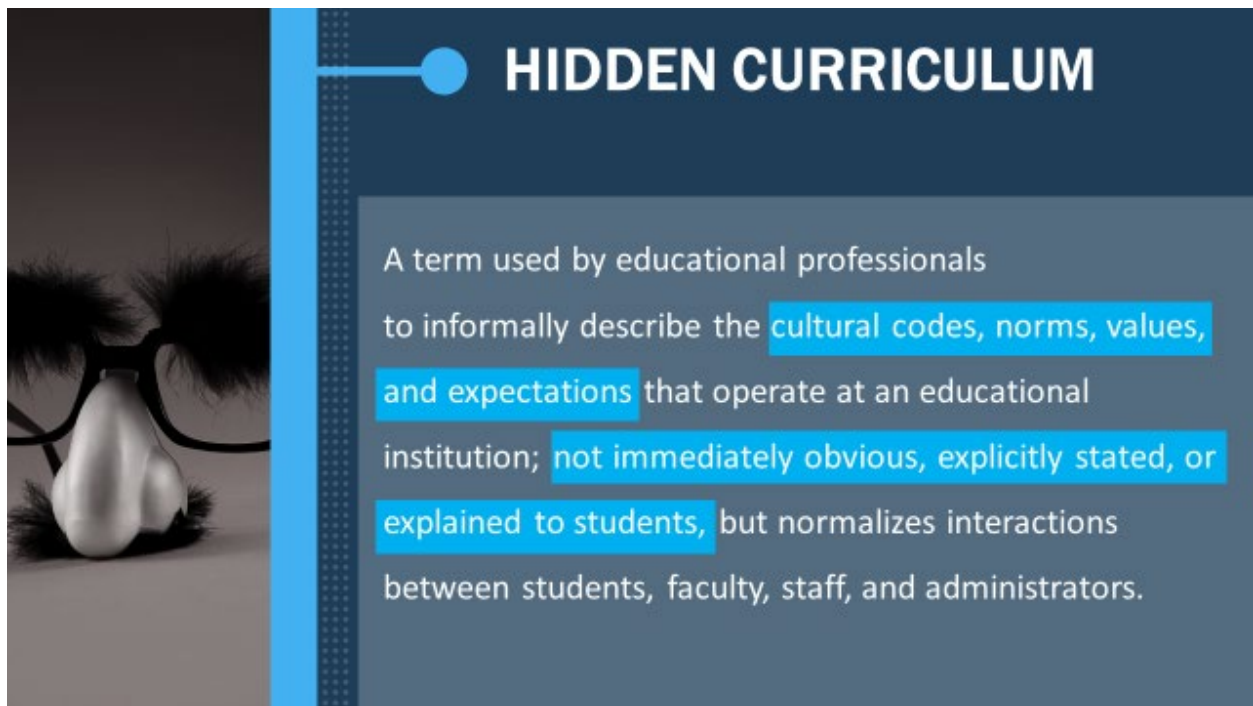 HIDDEN CURRICULUM
A term used by educational professionals
to informally describe the cultural codes, norms, values,
and expectations that operate at an educational
institution; not immediately obvious, explicitly stated, or
explained to students, but normalizes interactions
between students, faculty, staff, and administrators.